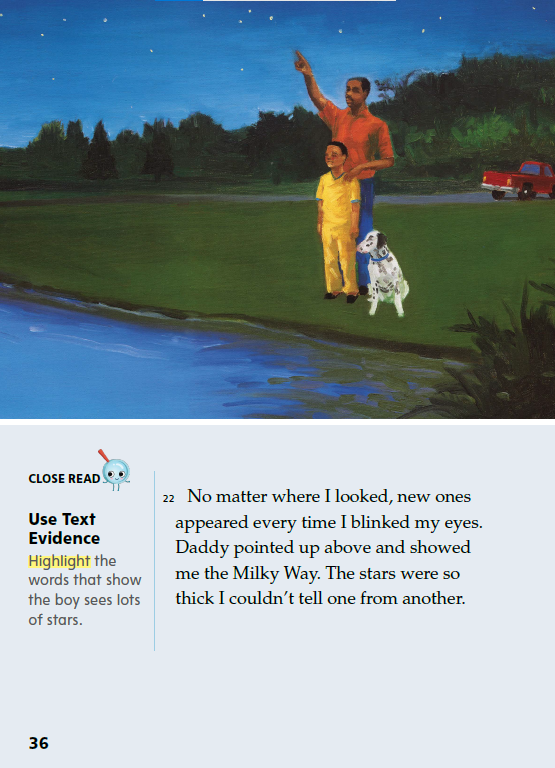 CLOSE READ
Use Text
Evidence
Highlight the
words that show
the boy sees lots
of stars.
22 No matter where I looked, new ones
appeared every time I blinked my eyes.
Daddy pointed up above and showed
me the Milky Way. The stars were so
thick I couldn’t tell one from another.
36